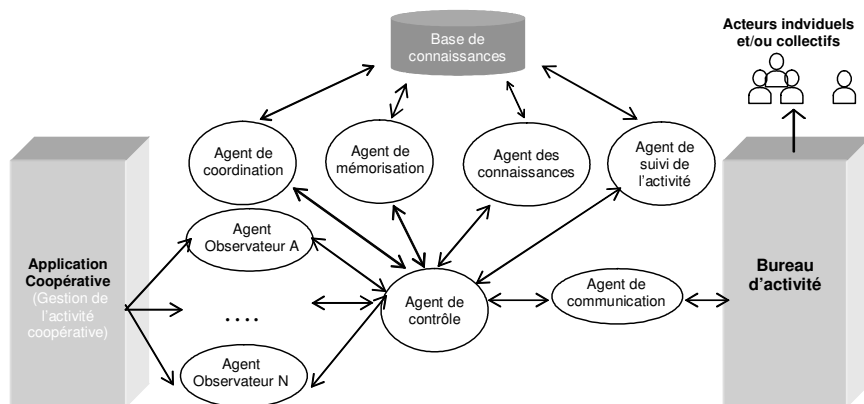 Acteurs indviduels
et/ou collectifs
Base de
connaissances
Agent de
coordination
Agent de
mémorisation
Agent des
connaissances
Agent de
suivi de
l'activité
Agent
Observateur A
Application
Coopérative
(Gestion de
l'activité
coopérative)
....
Agent de
contrôle
Agent de
communication
Bureau
d'activité
Agent
Observateur N